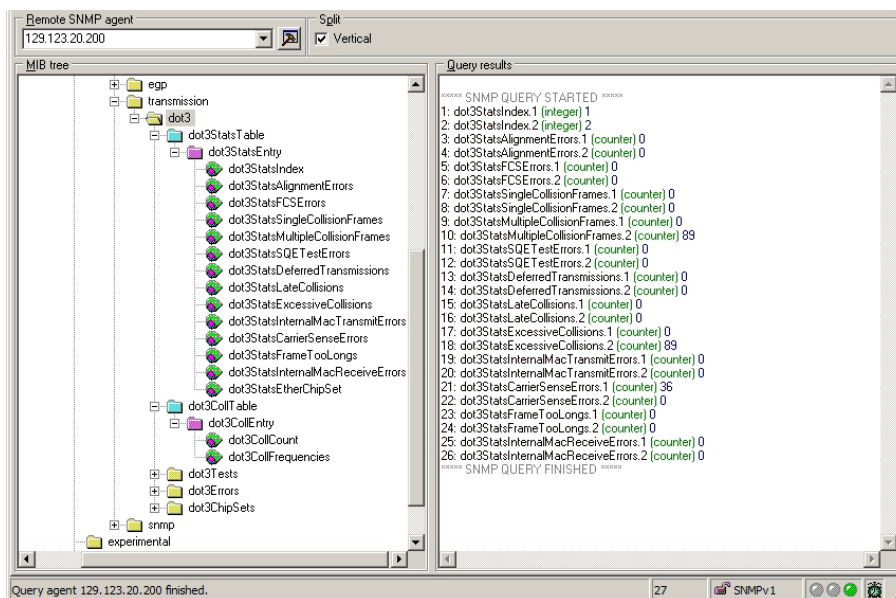 Remote SNMP agent
Split
129.123.20.200
Vertical
MIB tree
egp
transmission
dot3
dot3StatsTable
dot3StatsEntry
dot3StatsIndex
dot3StatsAlignmentErrors
dot3StatsFCSErrors
dot3StatsSingleCollisionFrames
dot3StatsMultipleCollisionFrames
dot3StatsSQETestErrors
dot3StatsDeferredTransmissions
dot3StatsLateCollisions
dot3StatsExcessiveCollisions
dot3StatsInternalMacTransmitErrors
dot3StatsCarrierSenseErrors
dot3StatsFrameTooLongs
dot3StatsInternalMacReceiveErrors
dot3StatsEtherChipSet
dot3CollTable
dot3CollEntry
dot3CollCount
dot3CollFrequencies
dot3Tests
dot3Errors
dot3ChipSets
snmp
experimental
Query results
***** SNMP QUERY STARTED *****
1: dot3StatsIndex.1 (integer) 1
2: dot3StatsIndex.2 (integer) 2
3: dot3StatsAlignmentErrors.1 (counter) 0
4: dot3StatsAlignmentErrors.2 (counter) 0
5: dot3StatsFCSErrors.1 (counter) 0
6: dot3StatsFCSErrors.2 (counter) 0
7: dot3StatsSingleCollisionFrames.1 (counter) 0
8: dot3StatsSingleCollisionFrames.2 (counter) 0
9: dot3StatsMultipleCollisionFrames.1 (counter) 0
10: dot3StatsMultipleCollisionFrames.2 (counter) 89
11: dot3StatsSQETestErrors.1 (counter) 0
12: dot3StatsSQETestErrors.2 (counter) 0
13: dot3StatsDeferredTransmissions.1 (counter) 0
14: dot3StatsDeferredTransmissions.2 (counter) 0
15: dot3StatsLateCollisions.1 (counter) 0
16: dot3StatsLateCollisions.2 (counter) 0
17: dot3StatsExcessiveCollisions.1 (counter) 0
18: dot3StatsExcessiveCollisions.2 (counter) 89
19: dot3StatsInternalMacTransmitErrors.1 (counter) 0
20: dot3StatsInternalMacTransmitErrors.2 (counter) 0
21: dot3StatsCarrierSenseErrors.1 (counter) 36
22: dot3StatsCarrierSenseErrors.2 (counter) 0
23: dot3StatsFrameTooLongs.1 (counter) 0
24: dot3StatsFrameTooLongs.2 (counter) 0
25: dot3StatsInternalMacReceiveErrors.1 (counter) 0
26: dot3StatsInternalMacReceiveErrors.2 (counter) 0
***** SNMP QUERY FINISHED *****
Query agent 129.123.20.200 finished.
27
SNMPv1